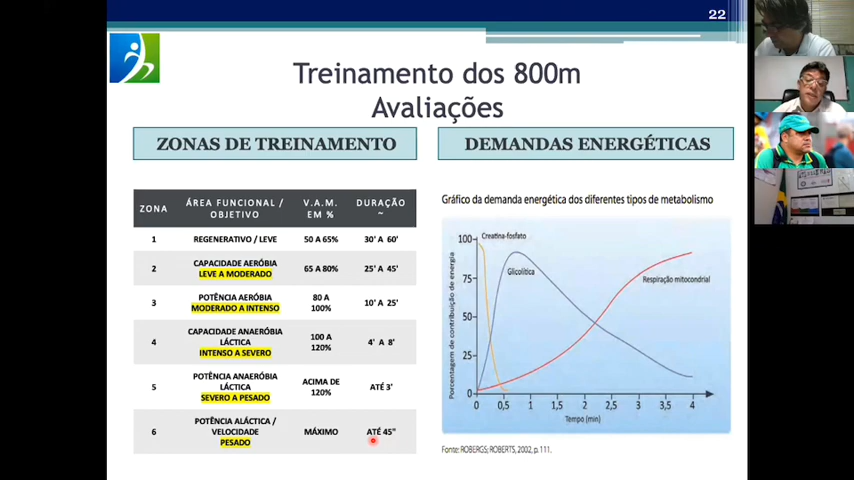 22
Treinamento dos 800m
Avaliações
ZONAS DE TREINAMENTO
DEMANDAS ENERGÉTICAS
ZONA
ÁREA FUNCIONAL /
OBJETIVO
V.A.M.
EM %
DURAÇÃO
~
1
REGENERATIVO / LEVE
50 A 65%
30' A 60'
2
CAPACIDADE AERÓBIA
LEVE A MODERADO
65 A 80%
25' A 45'
3
POTÊNCIA AERÓBIA
MODERADO A INTENSO
80 A
100%
10' A 25'
4
CAPACIDADE ANAERÓBIA
LÁCTICA
INTENSO A SEVERO
100 A
120%
4' A 8'
5
POTÊNCIA ANAERÓBIA
LÁCTICA
SEVERO A PESADO
ACIMA DE
120%
ATÉ 3'
6
POTÊNCIA ALÁCTICA /
VELOCIDADE
PESADO
MÁXIMO
ATÉ 45"
Gráfico da demanda energética dos diferentes tipos de metabolismo
Porcentagem de contribuição de energia
100
75
50
25
0
Creatina-fosfato
Glicolítica
Respiração mitocondrial
0 0,5 1 1,5 2 2,5 3 3,5 4
Tempo (min)
Fonte: ROBERGS; ROBERTS, 2002, p.111.